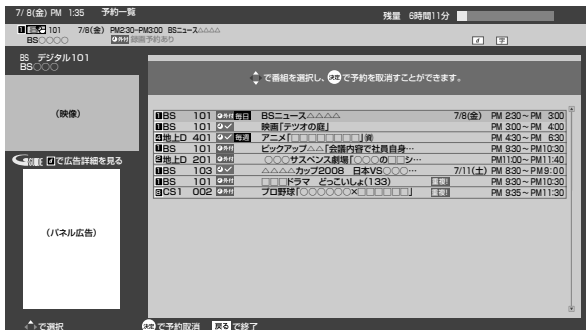 7/ 8(金) PM 1:35 予約一覧 残量 6時間11分
101 7/8(金) PM2:30-PM3:00 BSニュース△△△△
BS○○○○ 録画予約あり
BS デジタル101
BS○○○
で番組を選択し、決定で予約を取消すことができます。
(映像)
BS 101 毎日 BSニュース△△△△ 7/8(金) PM 2:30～PM 3:00
BS 101 映画「テツオの庭」 PM 3:00～PM 4:00
地上D 401 毎週 アニメ「□□□□□□□□」 PM 4:30～PM 6:30
BS 101 ピックアップ△△「会議内容で社員自身… PM 9:30～PM10:30
地上D 201 ○○○サスペンス劇場「○○○の□□シ… PM11:00～PM11:40
BS 103 △△△△カップ2008 日本VS○○○… 7/11(土) PM 8:30～PM9:00
BS 101 □□□ドラマ どっこいしょ(133) PM 9:30～PM10:30
CS1 002 プロ野球「○○○○○○×□□□□□□」 PM 9:35～PM11:30
GUIDE dで広告詳細を見る
(パネル広告)
で選択 決定で予約取消 戻るで終了